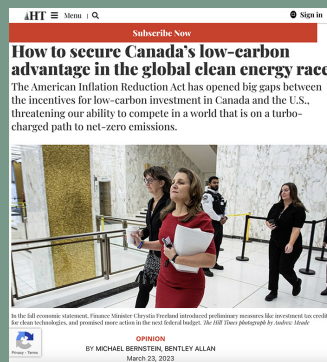 HT Menu Sign in
Subscribe Now
How to secure Canada's low-carbon
advantage in the global clean energy race
The American Inflation Reduction Act has opened big gaps between
the incentives for low-carbon investment in Canada and the U.S.,
threatening our ability to compete in a world that is on a turbo-
charged path to net-zero emissions.
In the fall economic statement, Finance Minister Chrystia Freeland introduced preliminary measures like investment tax credit
for clean technologies, and promised more action in the next federal budget. The Hill Times photograph by Andrew Meade
OPINION
BY MICHAEL BERNSTEIN, BENTLEY ALLAN
March 23, 2023
Privacy - Terms